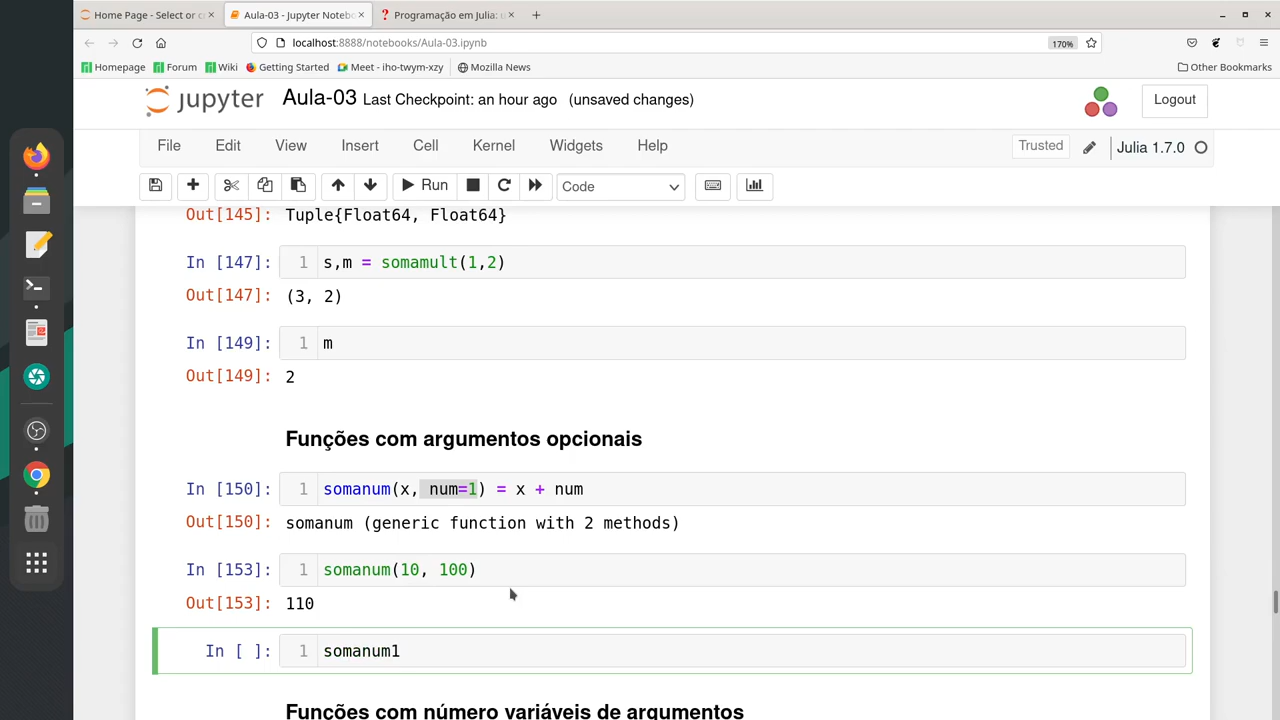 Home Page - Select or c
Aula-03 - Jupyter Notebo
Programação em Julia: u
localhost:8888/notebooks/Aula-03.ipynb
170%
Homepage Forum Wiki Getting Started Meet - iho-twym-xzy Mozilla News Other Bookmarks
jupyter Aula-03 Last Checkpoint: an hour ago (unsaved changes) Logout
File Edit View Insert Cell Kernel Widgets Help Trusted Julia 1.7.0
Run Code
Out[145]: Tuple{Float64, Float64}
In [147]: 1 s,m = somamult(1,2)
Out[147]: (3, 2)
In [149]: 1 m
Out[149]: 2
Funções com argumentos opcionais
In [150]: 1 somanum(x, num=1) = x + num
Out[150]: somanum (generic function with 2 methods)
In [153]: 1 somanum(10, 100)
Out[153]: 110
In [ ]: 1 somanum1
Funções com número variáveis de argumentos